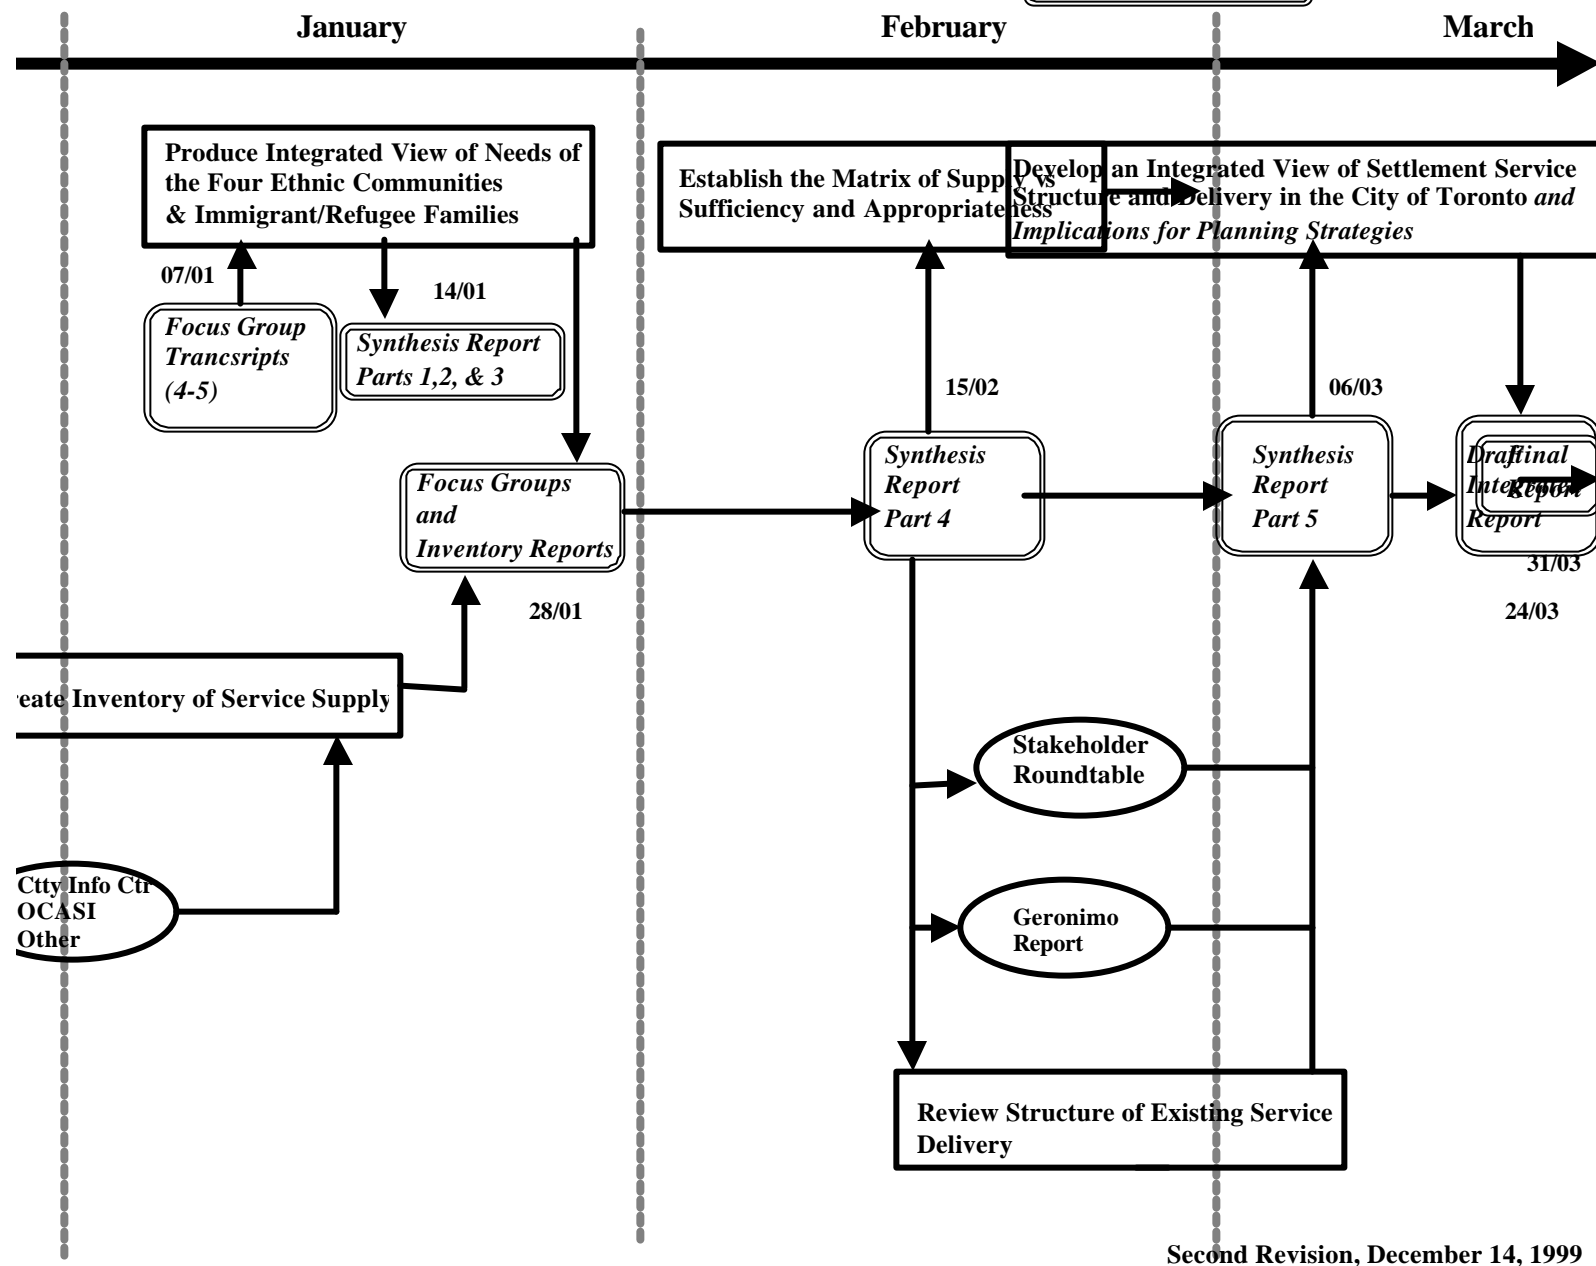 January
February
March
Produce Integrated View of Needs of
the Four Ethnic Communities
& Immigrant/Refugee Families
Establish the Matrix of Supply vs
Sufficiency and Appropriateness
Develop an Integrated View of Settlement Service
Structure and Delivery in the City of Toronto and
Implications for Planning Strategies
07/01
14/01
Focus Group
Trancsripts
(4-5)
Synthesis Report
Parts 1,2, & 3
15/02
06/03
Focus Groups
and
Inventory Reports
Synthesis
Report
Part 4
Synthesis
Report
Part 5
Draft
Report
Final
Report
31/03
28/01
24/03
eate Inventory of Service Supply
Stakeholder
Roundtable
Ctty Info Ctr
OCASI
Other
Geronimo
Report
Review Structure of Existing Service
Delivery
Second Revision, December 14, 1999